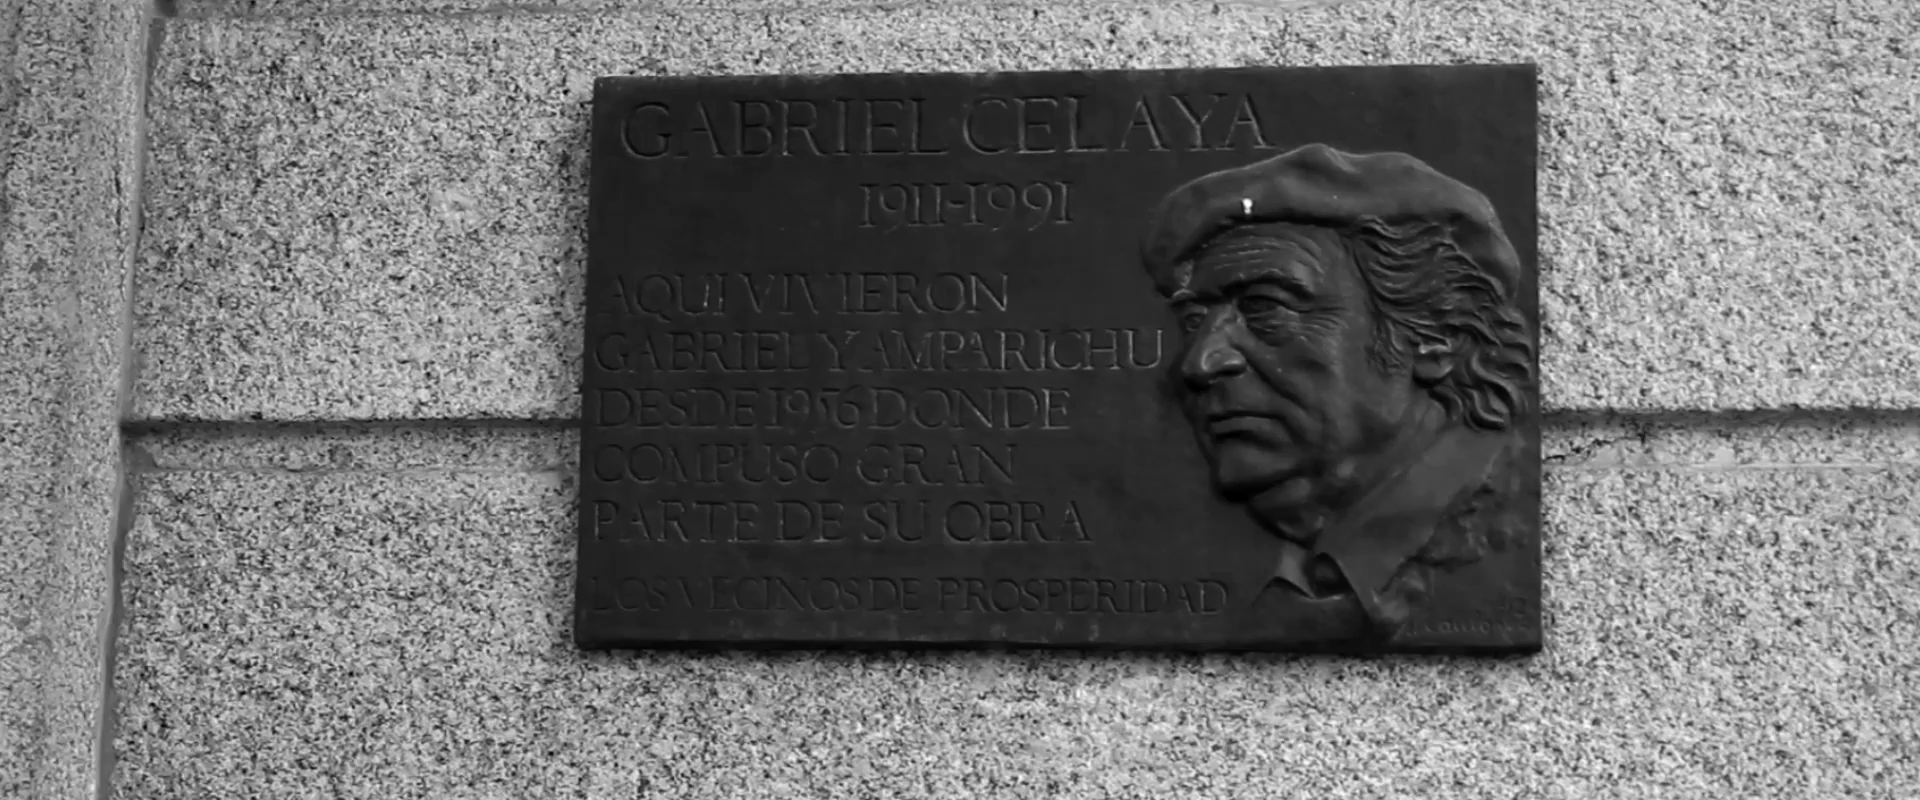 GABRIEL CELAYA
1911-1991
AQUI VIVIERON
GABRIEL Y AMPARICHU
DESDE 1956 DONDE
COMPUSO GRAN
PARTE DE SU OBRA
LOS VECINOS DE PROSPERIDAD